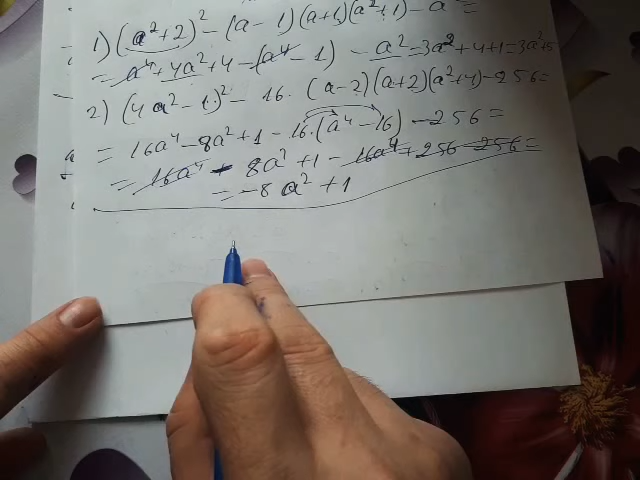 1) (a² + 2)² - (a - 1)(a + 1)(a² + 1) - a² =
= a⁴ + 4a² + 4 - (a⁴ - 1) - a² = 3a² + 4 + 1 = 3a² + 5
2) (4a² - 1)² - 16 · (a - 2)(a + 2)(a² + 4) - 256 =
= 16a⁴ - 8a² + 1 - 16 · (a⁴ - 16) - 256 =
= 16a⁴ - 8a² + 1 - 16a⁴ + 256 - 256 =
= -8a² + 1